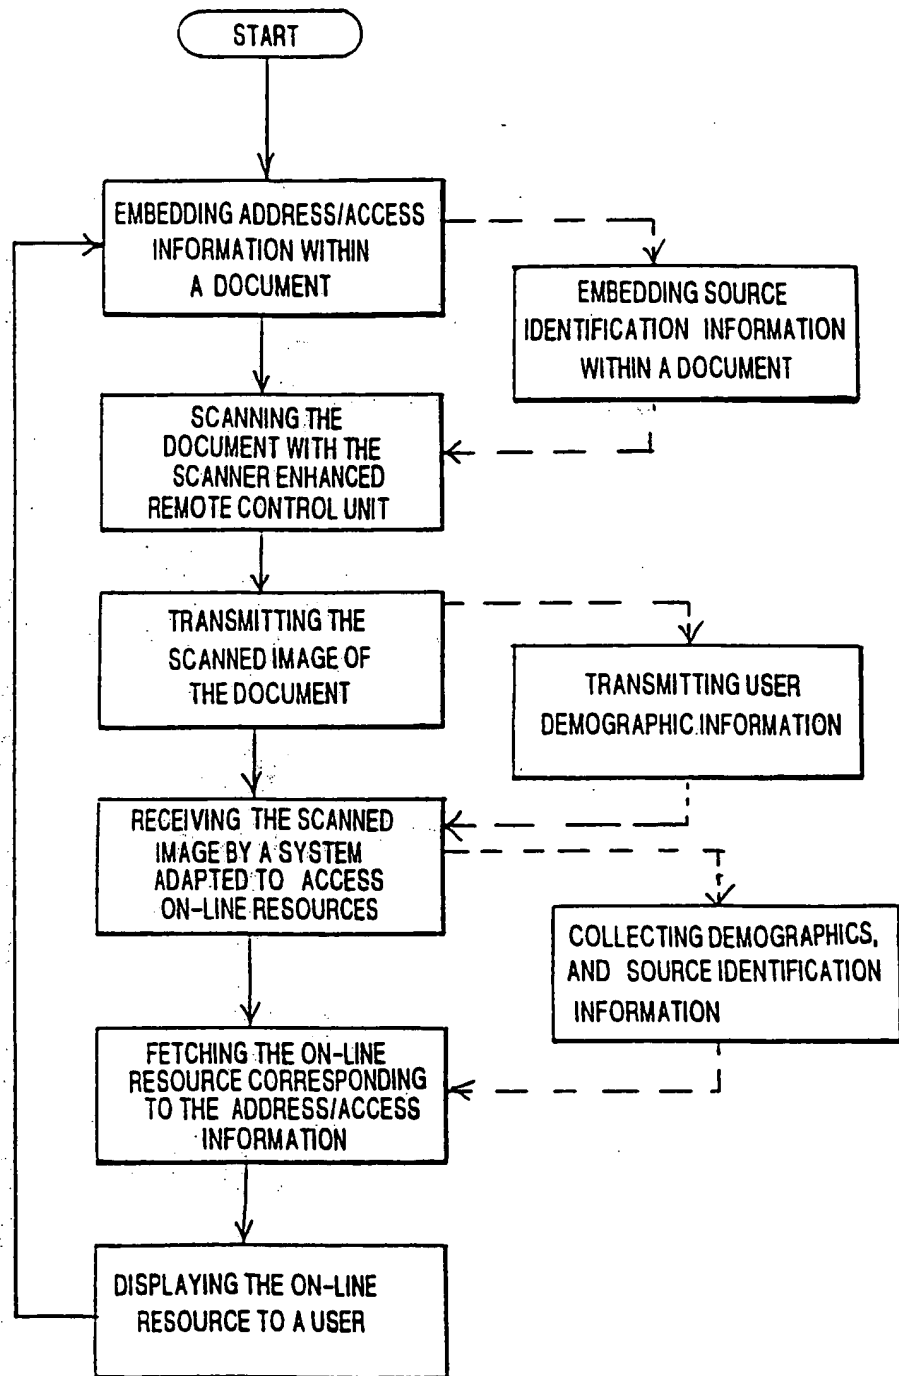 START
EMBEDDING ADDRESS/ACCESS
INFORMATION WITHIN
A DOCUMENT
EMBEDDING SOURCE
IDENTIFICATION INFORMATION
WITHIN A DOCUMENT
SCANNING THE
DOCUMENT WITH THE
SCANNER ENHANCED
REMOTE CONTROL UNIT
TRANSMITTING THE
SCANNED IMAGE OF
THE DOCUMENT
TRANSMITTING USER
DEMOGRAPHIC INFORMATION
RECEIVING THE SCANNED
IMAGE BY A SYSTEM
ADAPTED TO ACCESS
ON-LINE RESOURCES
COLLECTING DEMOGRAPHICS,
AND SOURCE IDENTIFICATION
INFORMATION
FETCHING THE ON-LINE
RESOURCE CORRESPONDING
TO THE ADDRESS/ACCESS
INFORMATION
DISPLAYING THE ON-LINE
RESOURCE TO A USER